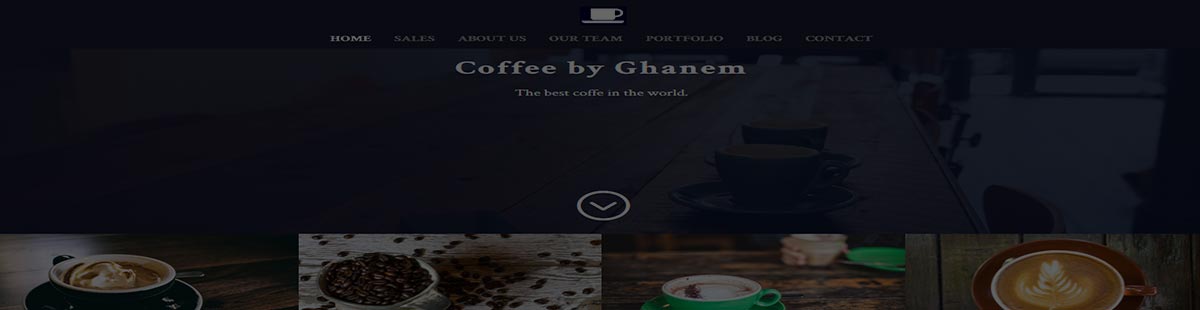 HOME SALES ABOUT US OUR TEAM PORTFOLIO BLOG CONTACT
Coffee by Ghanem
The best coffe in the world.